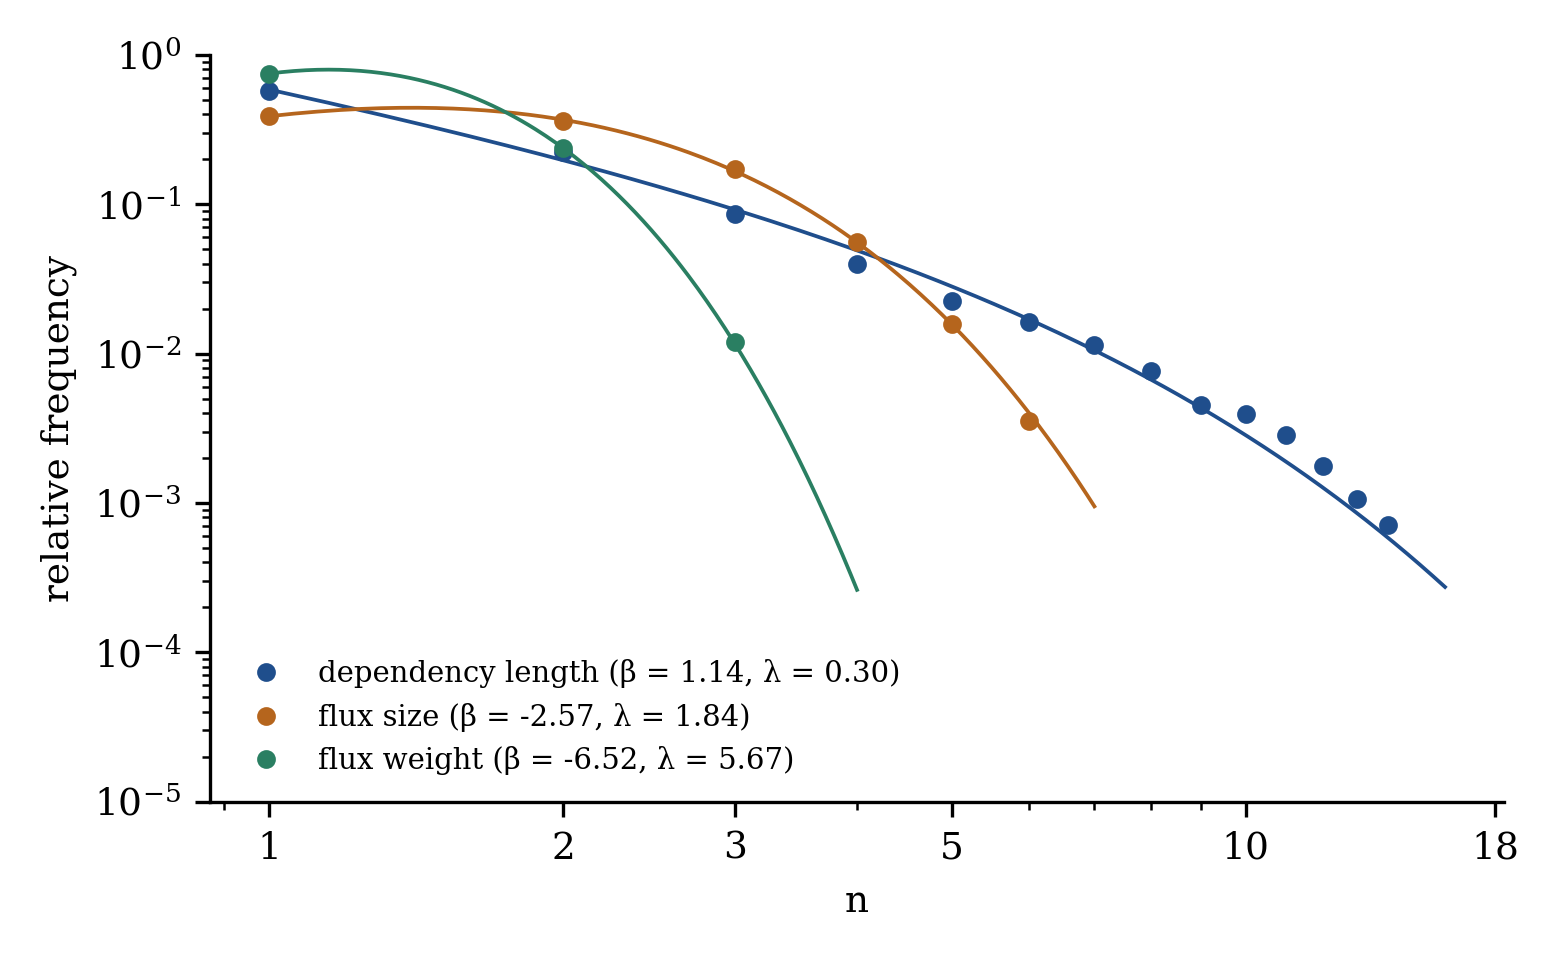 10⁰
10⁻¹
10⁻²
10⁻³
10⁻⁴
10⁻⁵
relative frequency
dependency length (β = 1.14, λ = 0.30)
flux size (β = -2.57, λ = 1.84)
flux weight (β = -6.52, λ = 5.67)
1 2 3 5 10 18
n